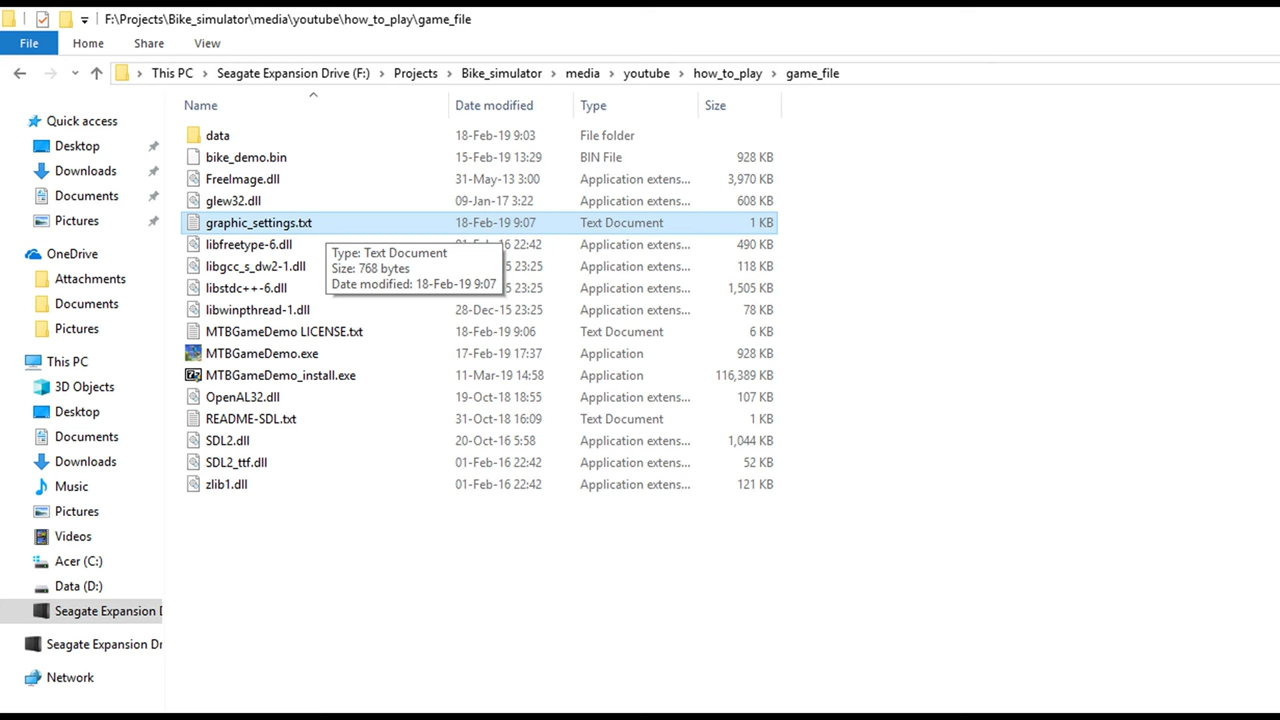 F:\Projects\Bike_simulator\media\youtube\how_to_play\game_file
File Home Share View
This PC Seagate Expansion Drive (F:) Projects Bike_simulator media youtube how_to_play game_file
Name Date modified Type Size
Quick access
Desktop
Downloads
Documents
Pictures
OneDrive
Attachments
Documents
Pictures
This PC
3D Objects
Desktop
Documents
Downloads
Music
Pictures
Videos
Acer (C:)
Data (D:)
Seagate Expansion D
Seagate Expansion Dr
Network
data 18-Feb-19 9:03 File folder
bike_demo.bin 15-Feb-19 13:29 BIN File 928 KB
FreeImage.dll 31-May-13 3:00 Application extens... 3,970 KB
glew32.dll 09-Jan-17 3:22 Application extens... 608 KB
graphic_settings.txt 18-Feb-19 9:07 Text Document 1 KB
libfreetype-6.dll 22:42 Application extens... 490 KB
libgcc_s_dw2-1.dll 23:25 Application extens... 118 KB
libstdc++-6.dll 23:25 Application extens... 1,505 KB
libwinpthread-1.dll 28-Dec-15 23:25 Application extens... 78 KB
MTBGameDemo LICENSE.txt 18-Feb-19 9:06 Text Document 6 KB
MTBGameDemo.exe 17-Feb-19 17:37 Application 928 KB
MTBGameDemo_install.exe 11-Mar-19 14:58 Application 116,389 KB
OpenAL32.dll 19-Oct-18 18:55 Application extens... 107 KB
README-SDL.txt 31-Oct-18 16:09 Text Document 1 KB
SDL2.dll 20-Oct-16 5:58 Application extens... 1,044 KB
SDL2_ttf.dll 01-Feb-16 22:42 Application extens... 52 KB
zlib1.dll 01-Feb-16 22:42 Application extens... 121 KB
Type: Text Document
Size: 768 bytes
Date modified: 18-Feb-19 9:07